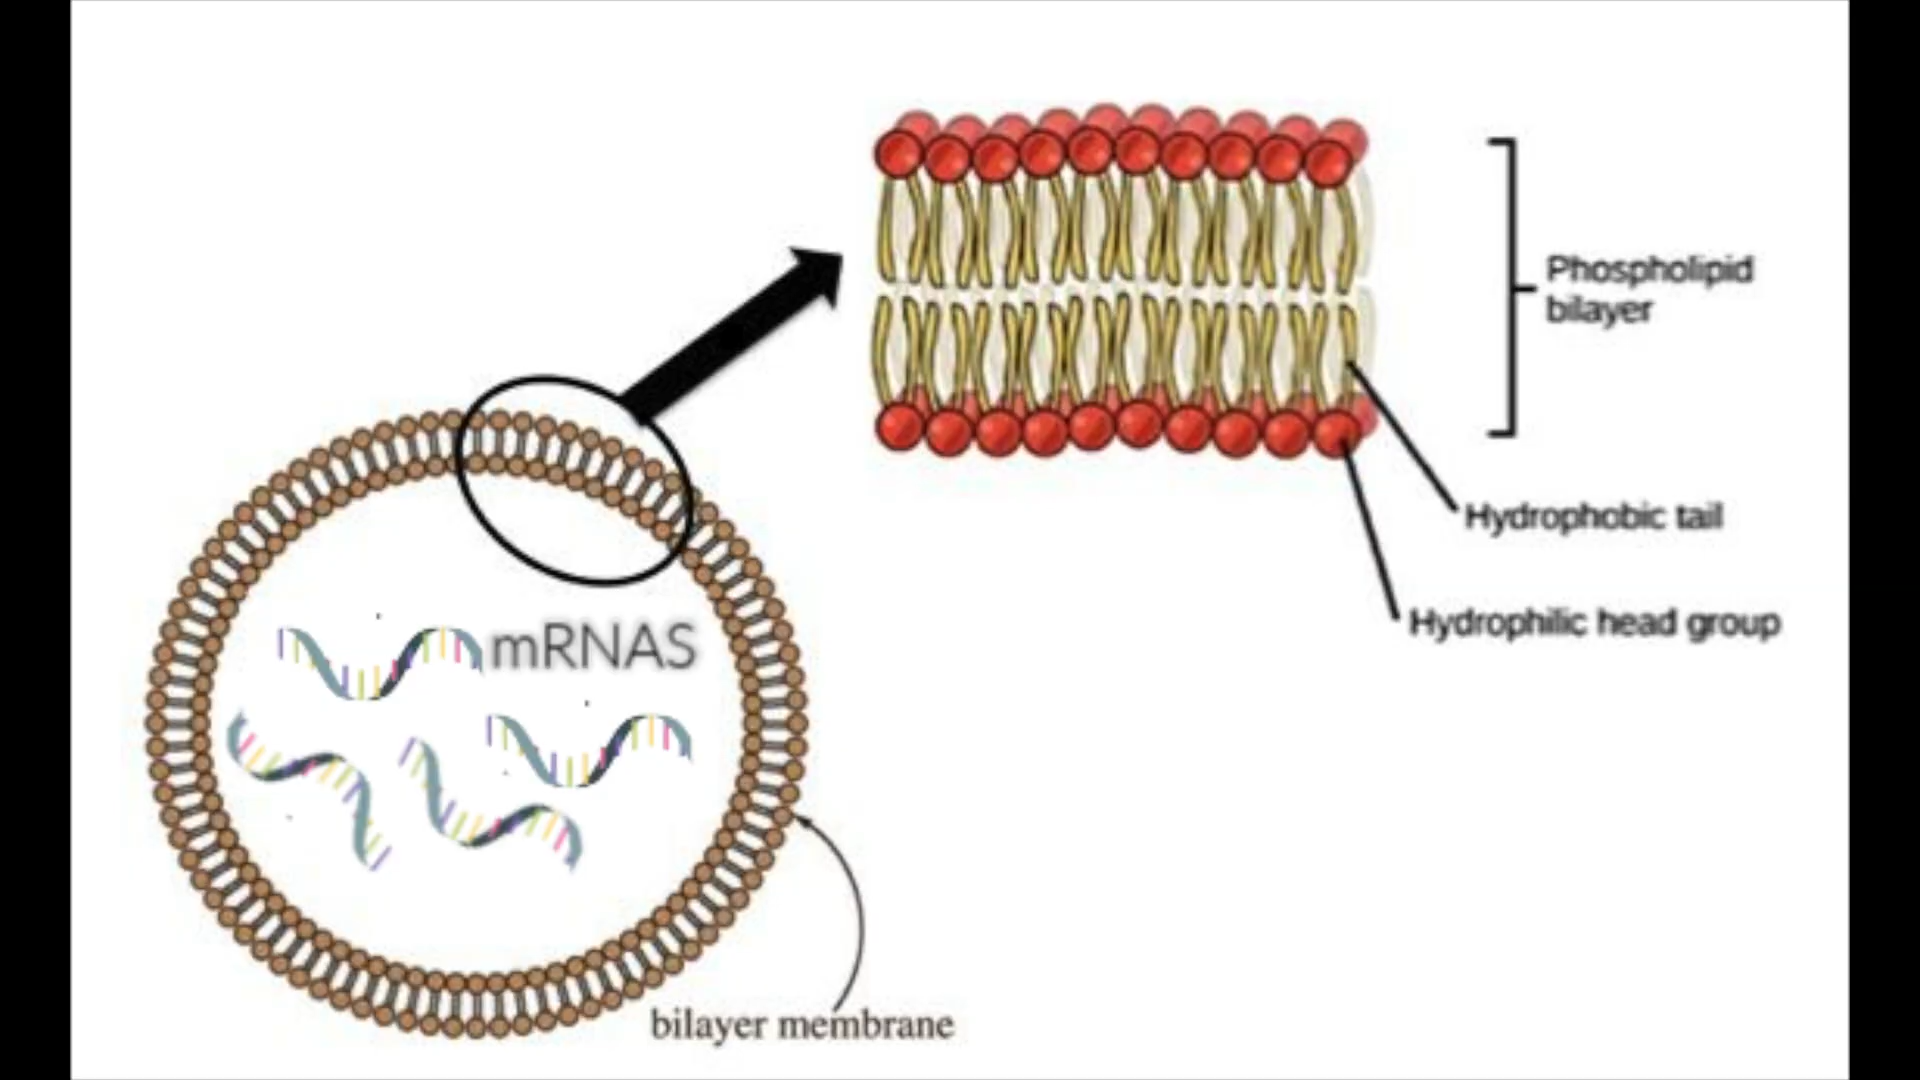 Phospholipid
bilayer
Hydrophobic tail
Hydrophilic head group
mRNAS
bilayer membrane